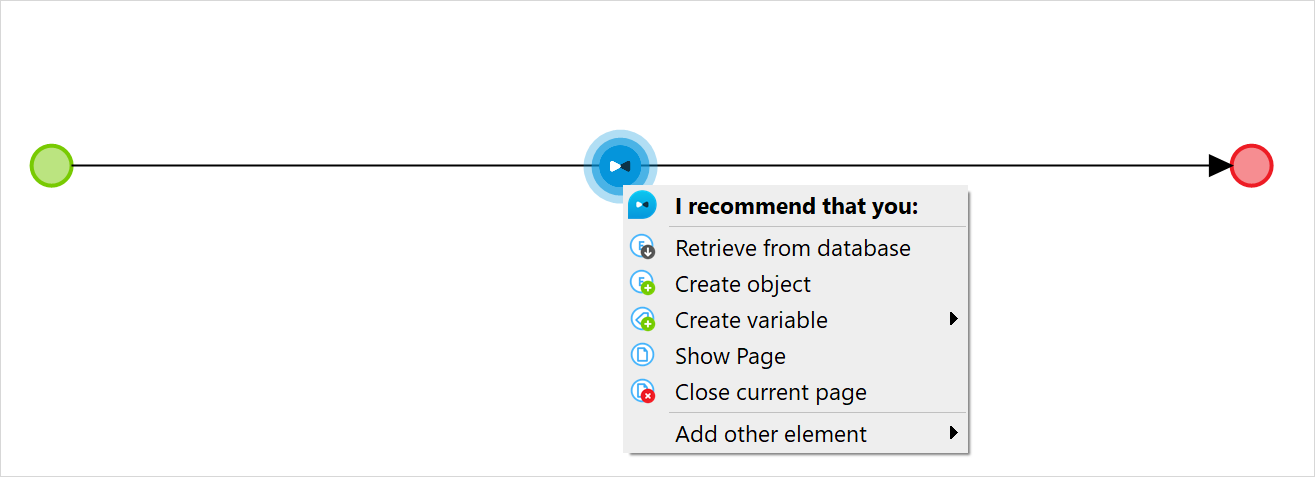 I recommend that you:
Retrieve from database
Create object
Create variable
Show Page
Close current page
Add other element